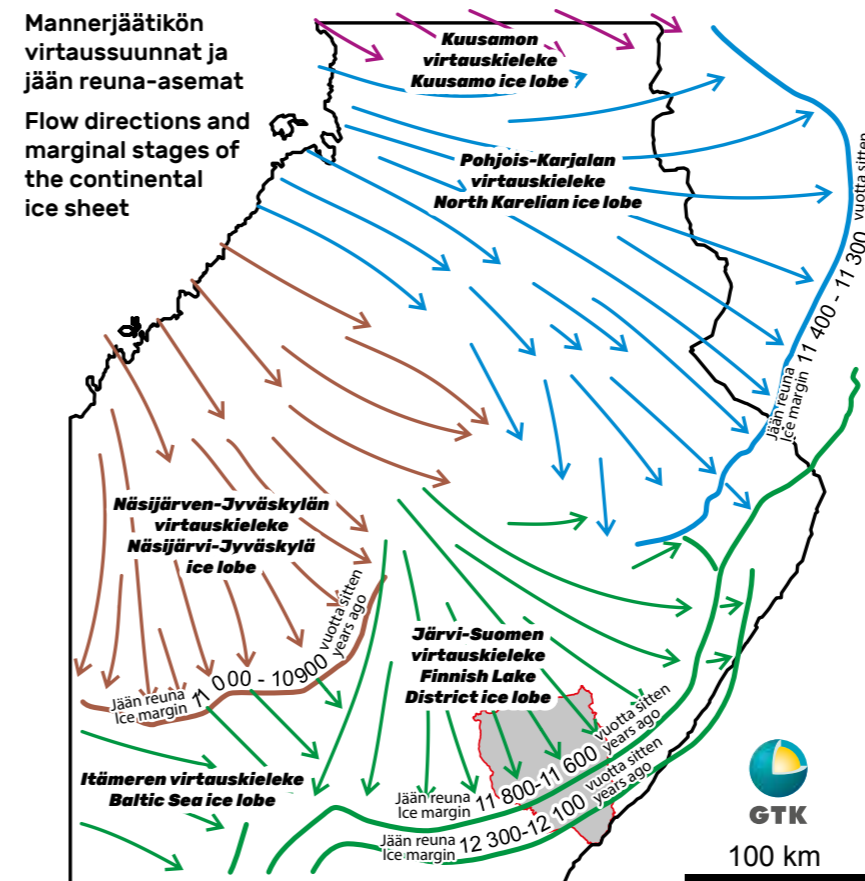 Mannerjäätikön
virtaussuunnat ja
jään reuna-asemat
Flow directions and
marginal stages of
the continental
ice sheet
Kuusamon
virtauskieleke
Kuusamo ice lobe
Pohjois-Karjalan
virtauskieleke
North Karelian ice lobe
Jään reuna
Ice margin
11 400 - 11 300
vuotta sitten
Näsijärven-Jyväskylän
virtauskieleke
Näsijärvi-Jyväskylä
ice lobe
Jään reuna
Ice margin
11 000 - 10900
vuotta sitten
years ago
Järvi-Suomen
virtauskieleke
Finnish Lake
District ice lobe
Itämeren virtauskieleke
Baltic Sea ice lobe
Jään reuna
Ice margin
11 800-11 600
vuotta sitten
years ago
Jään reuna
Ice margin
12 300-12 100
vuotta sitten
years ago
GTK
100 km